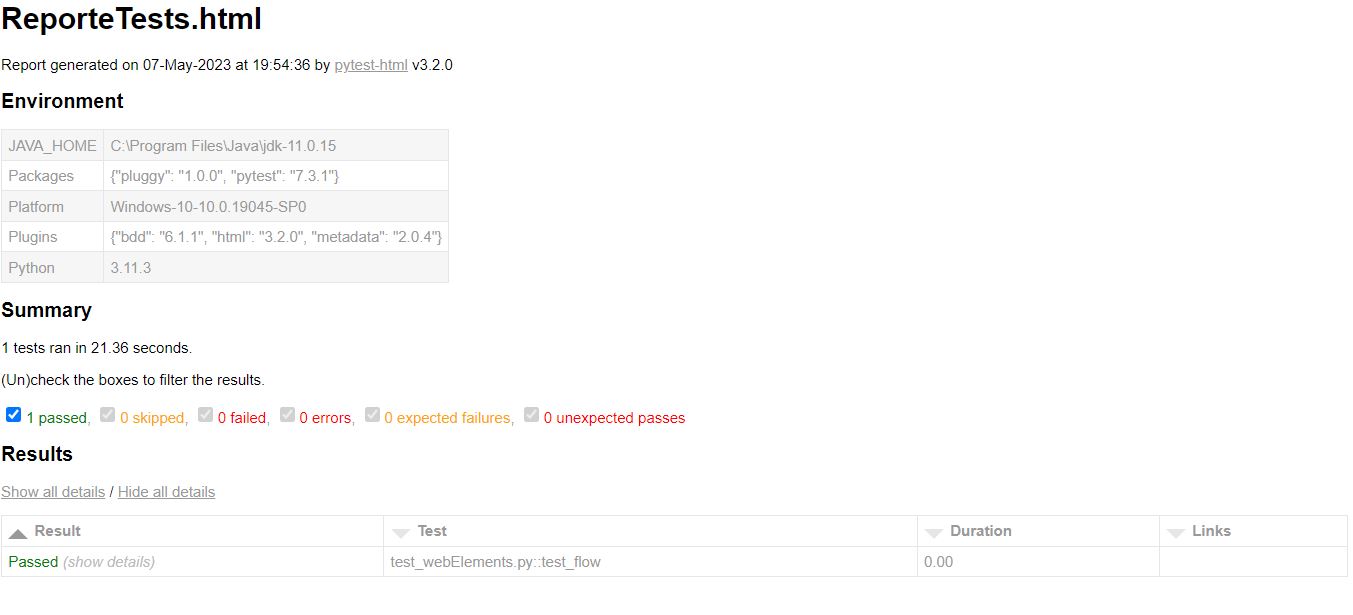 ReporteTests.html
Report generated on 07-May-2023 at 19:54:36 by pytest-html v3.2.0
Environment
JAVA_HOME C:\Program Files\Java\jdk-11.0.15
Packages {"pluggy": "1.0.0", "pytest": "7.3.1"}
Platform Windows-10-10.0.19045-SP0
Plugins {"bdd": "6.1.1", "html": "3.2.0", "metadata": "2.0.4"}
Python 3.11.3
Summary
1 tests ran in 21.36 seconds.
(Un)check the boxes to filter the results.
1 passed, 0 skipped, 0 failed, 0 errors, 0 expected failures, 0 unexpected passes
Results
Show all details / Hide all details
Result Test Duration Links
Passed (show details) test_webElements.py::test_flow 0.00